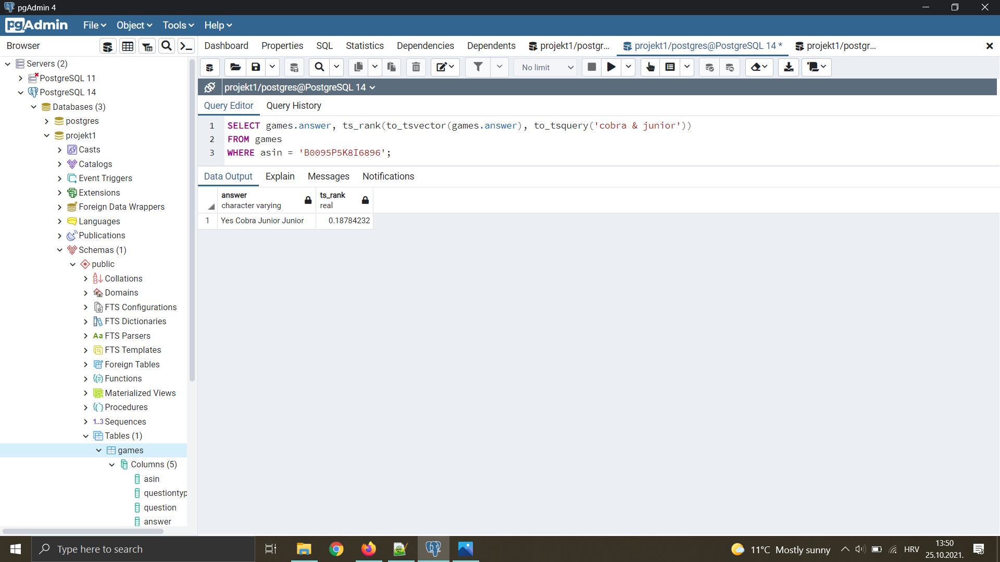 pgAdmin 4
pgAdmin File Object Tools Help
Browser
Dashboard Properties SQL Statistics Dependencies Dependents projekt1/postgr... projekt1/postgres@PostgreSQL 14 * projekt1/postgr...
No limit
projekt1/postgres@PostgreSQL 14
Query Editor Query History
1 SELECT games.answer, ts_rank(to_tsvector(games.answer), to_tsquery('cobra & junior'))
2 FROM games
3 WHERE asin = 'B0095P5K8I6896';
Data Output Explain Messages Notifications
answer
character varying
ts_rank
real
1 Yes Cobra Junior Junior 0.18784232
Servers (2)
PostgreSQL 11
PostgreSQL 14
Databases (3)
postgres
projekt1
Casts
Catalogs
Event Triggers
Extensions
Foreign Data Wrappers
Languages
Publications
Schemas (1)
public
Collations
Domains
FTS Configurations
FTS Dictionaries
Aa FTS Parsers
FTS Templates
Foreign Tables
Functions
Materialized Views
Procedures
1..3 Sequences
Tables (1)
games
Columns (5)
asin
questiontyp
question
answer
Type here to search
11°C Mostly sunny
HRV
13:50
25.10.2021.